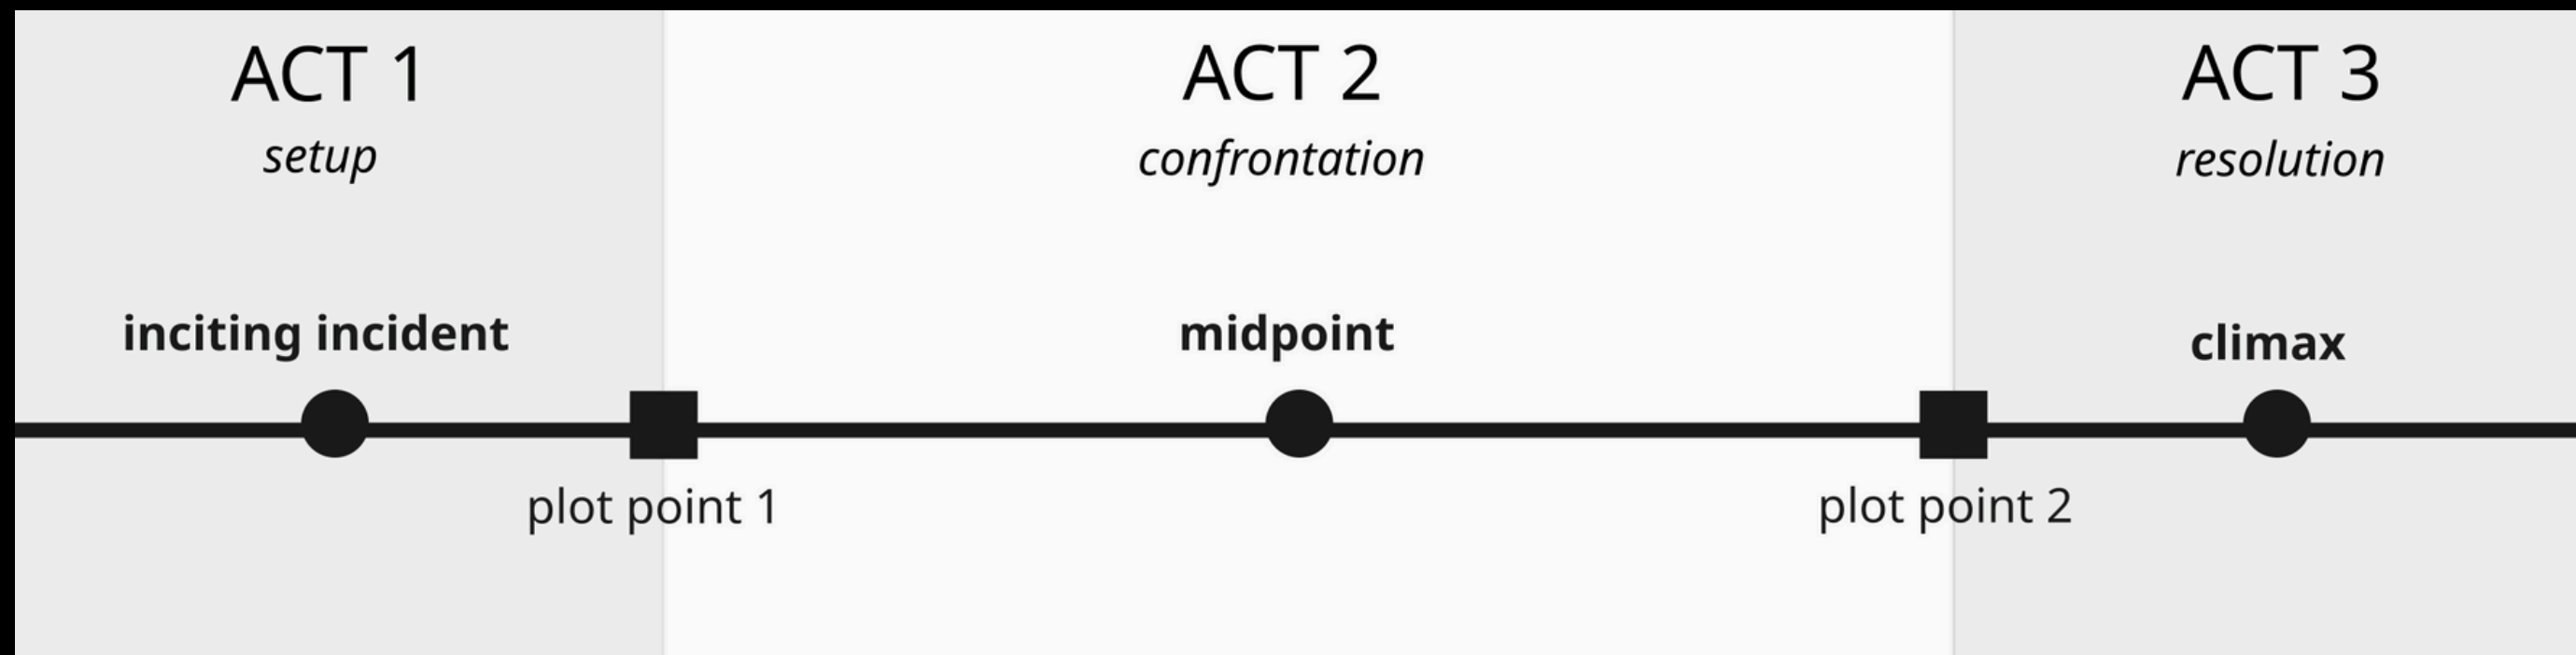 ACT 1
setup
ACT 2
confrontation
ACT 3
resolution
inciting incident
midpoint
climax
plot point 1
plot point 2